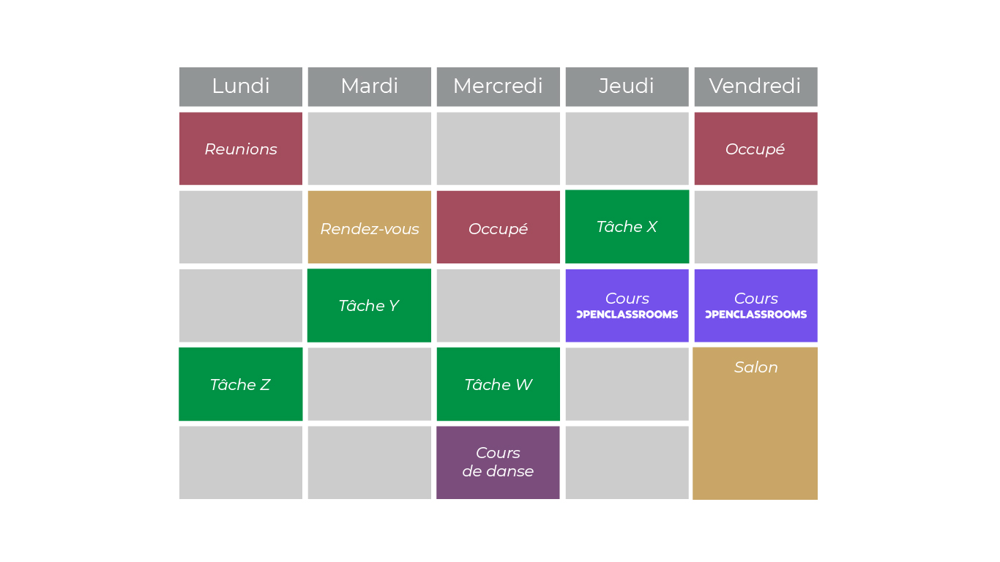 Lundi Mardi Mercredi Jeudi Vendredi
Reunions Occupé
Rendez-vous Occupé Tâche X
Tâche Y Cours Cours
OPENCLASSROOMS OPENCLASSROOMS
Salon
Tâche Z Tâche W
Cours
de danse